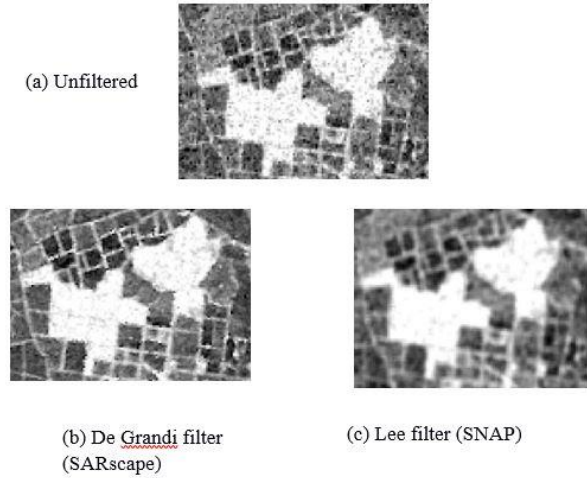 (a) Unfiltered
(b) De Grandi filter
(SARscape)
(c) Lee filter (SNAP)